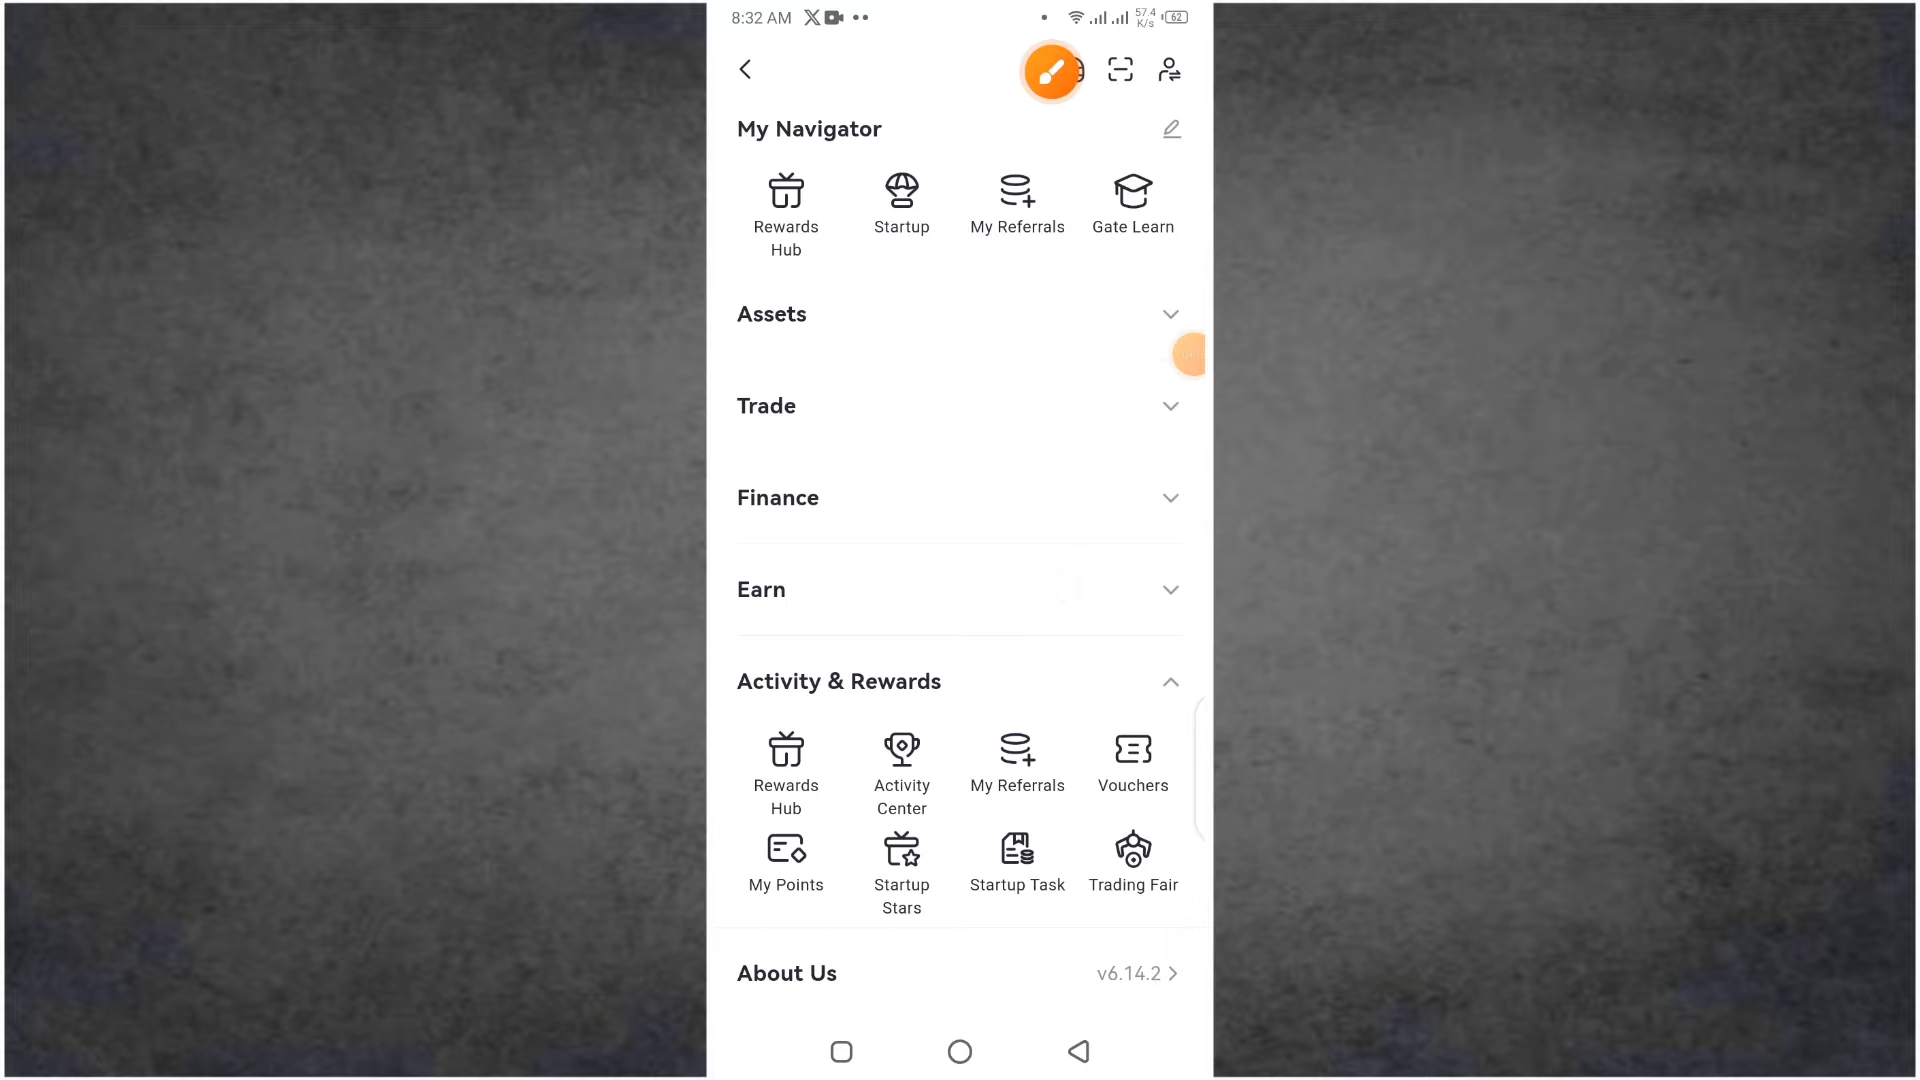 8:32 AM
57.4
K/s
62
My Navigator
Rewards
Hub
Startup
My Referrals
Gate Learn
Assets
Trade
Finance
Earn
Activity & Rewards
Rewards
Hub
Activity
Center
My Referrals
Vouchers
My Points
Startup
Stars
Startup Task
Trading Fair
About Us
v6.14.2